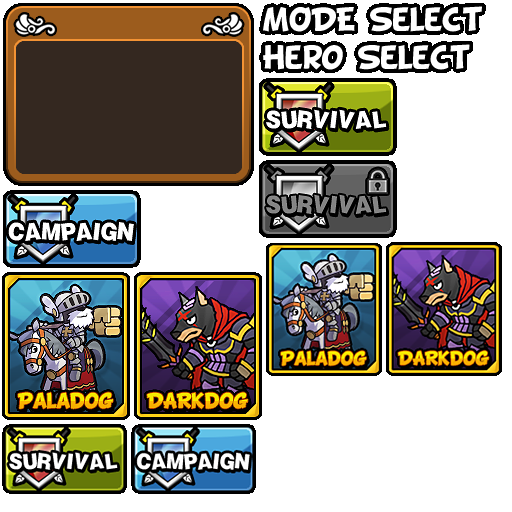 MODE SELECT
HERO SELECT
SURVIVAL
SURVIVAL
CAMPAIGN
PALADOG
DARKDOG
PALADOG
DARKDOG
SURVIVAL
CAMPAIGN